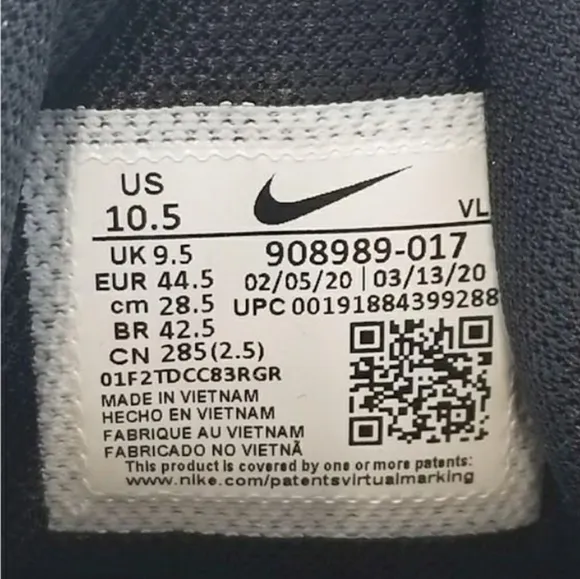 US
10.5
VL
UK 9.5
908989-017
EUR 44.5
02/05/20 | 03/13/20
cm 28.5
UPC 00191884399288
BR 42.5
CN 285(2.5)
01F2TDCC83RGR
MADE IN VIETNAM
HECHO EN VIETNAM
FABRIQUE AU VIETNAM
FABRICADO NO VIETNÃ
This product is covered by one or more patents:
www.nike.com/patentsvirtualmarking